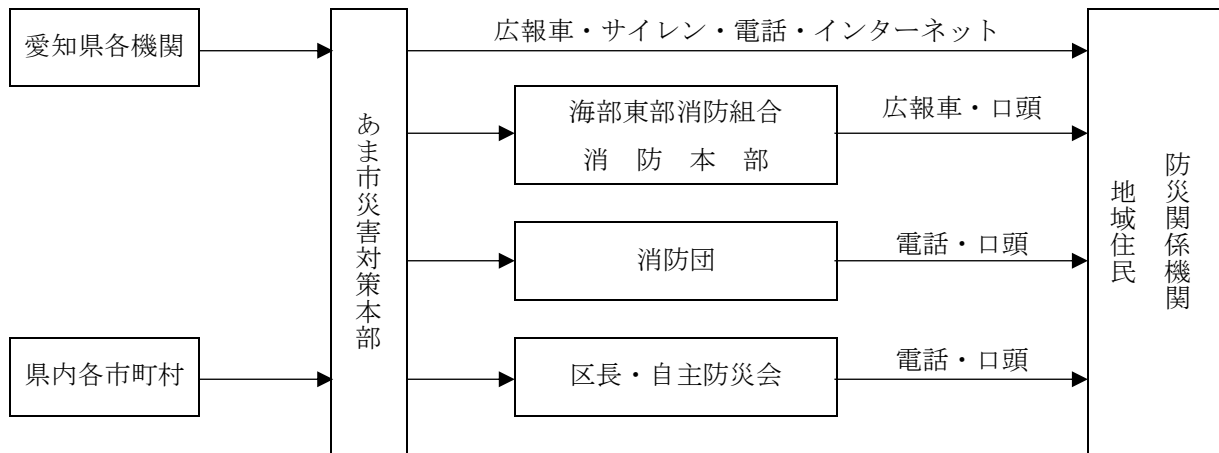 愛知県各機関
広報車・サイレン・電話・インターネット
海部東部消防組合
消 防 本 部
広報車・口頭
あま市災害対策本部
防災関係機関
地域住民
消防団
電話・口頭
県内各市町村
区長・自主防災会
電話・口頭